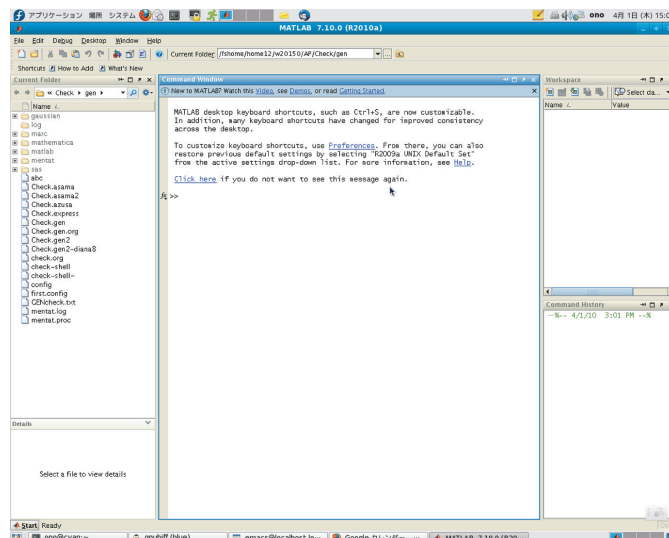 アプリケーション 場所 システム
ono 4月 1日 (木) 15:0
MATLAB 7.10.0 (R2010a)
File Edit Debug Desktop Window Help
Current Folder: /fshome/home12/w20150/AP/Check/gen
Shortcuts How to Add What's New
Current Folder
« Check gen
Name
gaussian
log
marc
mathematica
matlab
mentat
sas
abc
Check.asama
Check.asama2
Check.azusa
Check.express
Check.gen
Check.gen.org
Check.gen2
Check.gen2-diana8
check.org
check-shell
check-shell~
config
first.config
GENcheck.txt
mentat.log
mentat.proc
Details
Select a file to view details
Command Window
New to MATLAB? Watch this Video, see Demos, or read Getting Started.
MATLAB desktop keyboard shortcuts, such as Ctrl+S, are now customizable.
In addition, many keyboard shortcuts have changed for improved consistency
across the desktop.
To customize keyboard shortcuts, use Preferences. From there, you can also
restore previous default settings by selecting "R2009a UNIX Default Set"
from the active settings drop-down list. For more information, see Help.
Click here if you do not want to see this message again.
fx >>
Workspace
Select da...
Name Value
Command History
--%-- 4/1/10 3:01 PM --%
Start Ready
ono@cyan:~
gnubiff (blue)
emacs@localhost.lo...
Google カレンダー
MATLAB 7.10.0 (R20...